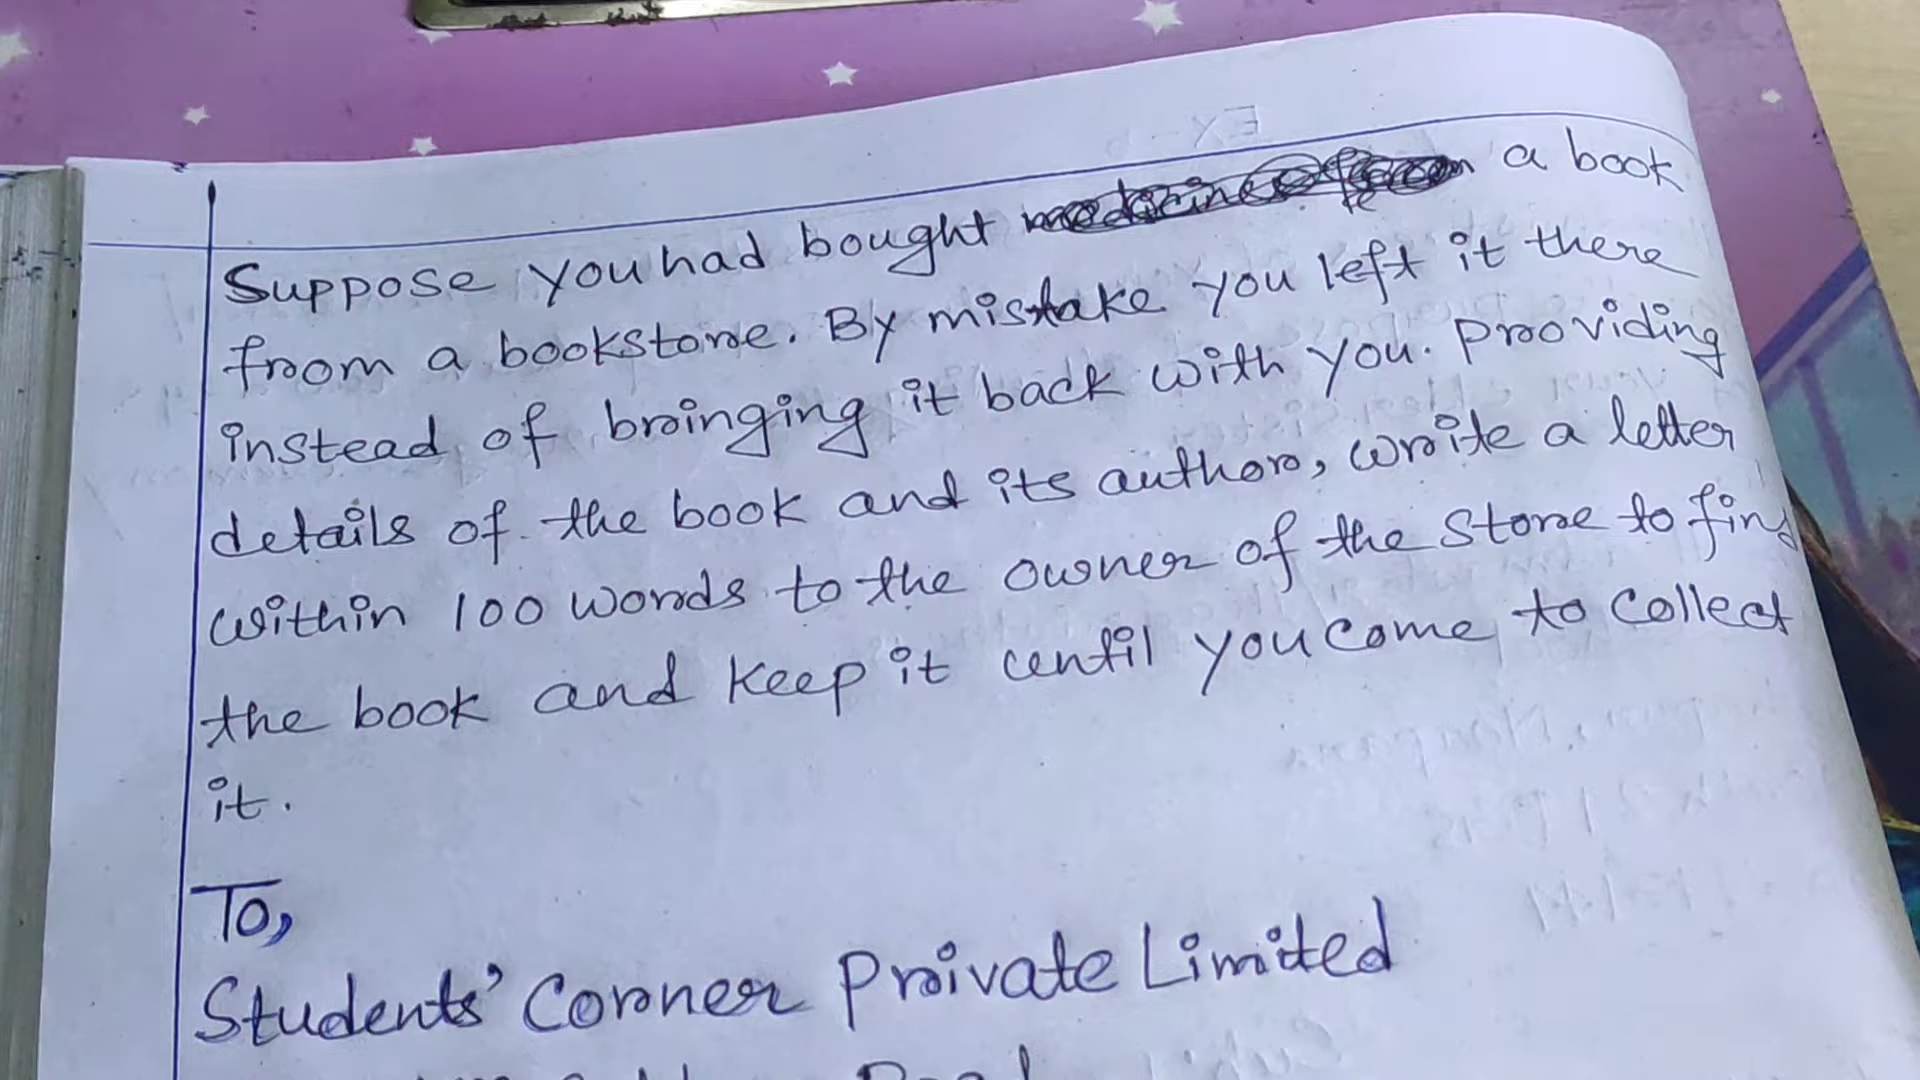 Suppose you had bought a book
from a bookstore. By mistake you left it there
instead of bringing it back with you. Providing
details of the book and its author, write a letter
within 100 words to the owner of the store to find
the book and keep it until you come to collect
it.
To,
Students' Corner Private Limited